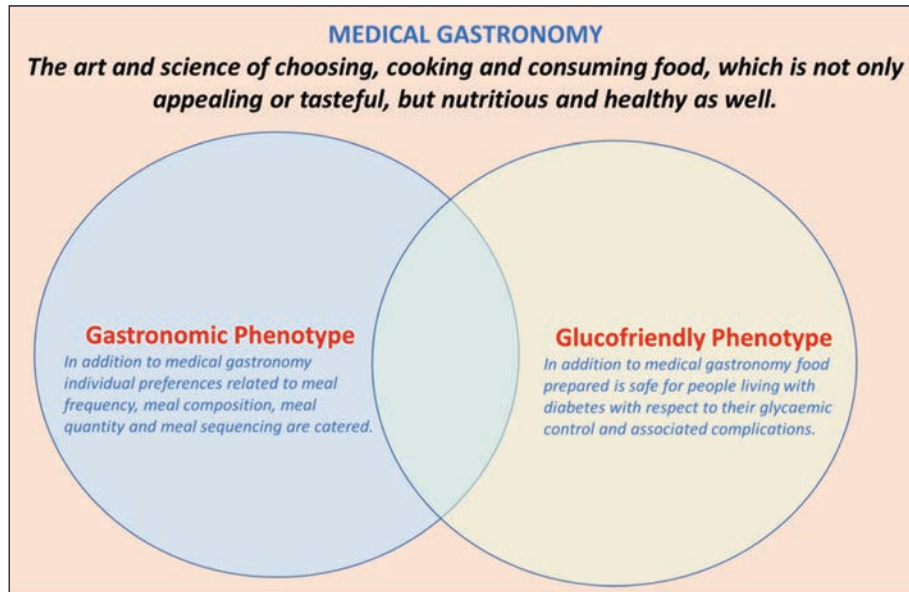 MEDICAL GASTRONOMY
The art and science of choosing, cooking and consuming food, which is not only
appealing or tasteful, but nutritious and healthy as well.
Gastronomic Phenotype
In addition to medical gastronomy
individual preferences related to meal
frequency, meal composition, meal
quantity and meal sequencing are catered.
Glucofriendly Phenotype
In addition to medical gastronomy food
prepared is safe for people living with
diabetes with respect to their glycaemic
control and associated complications.